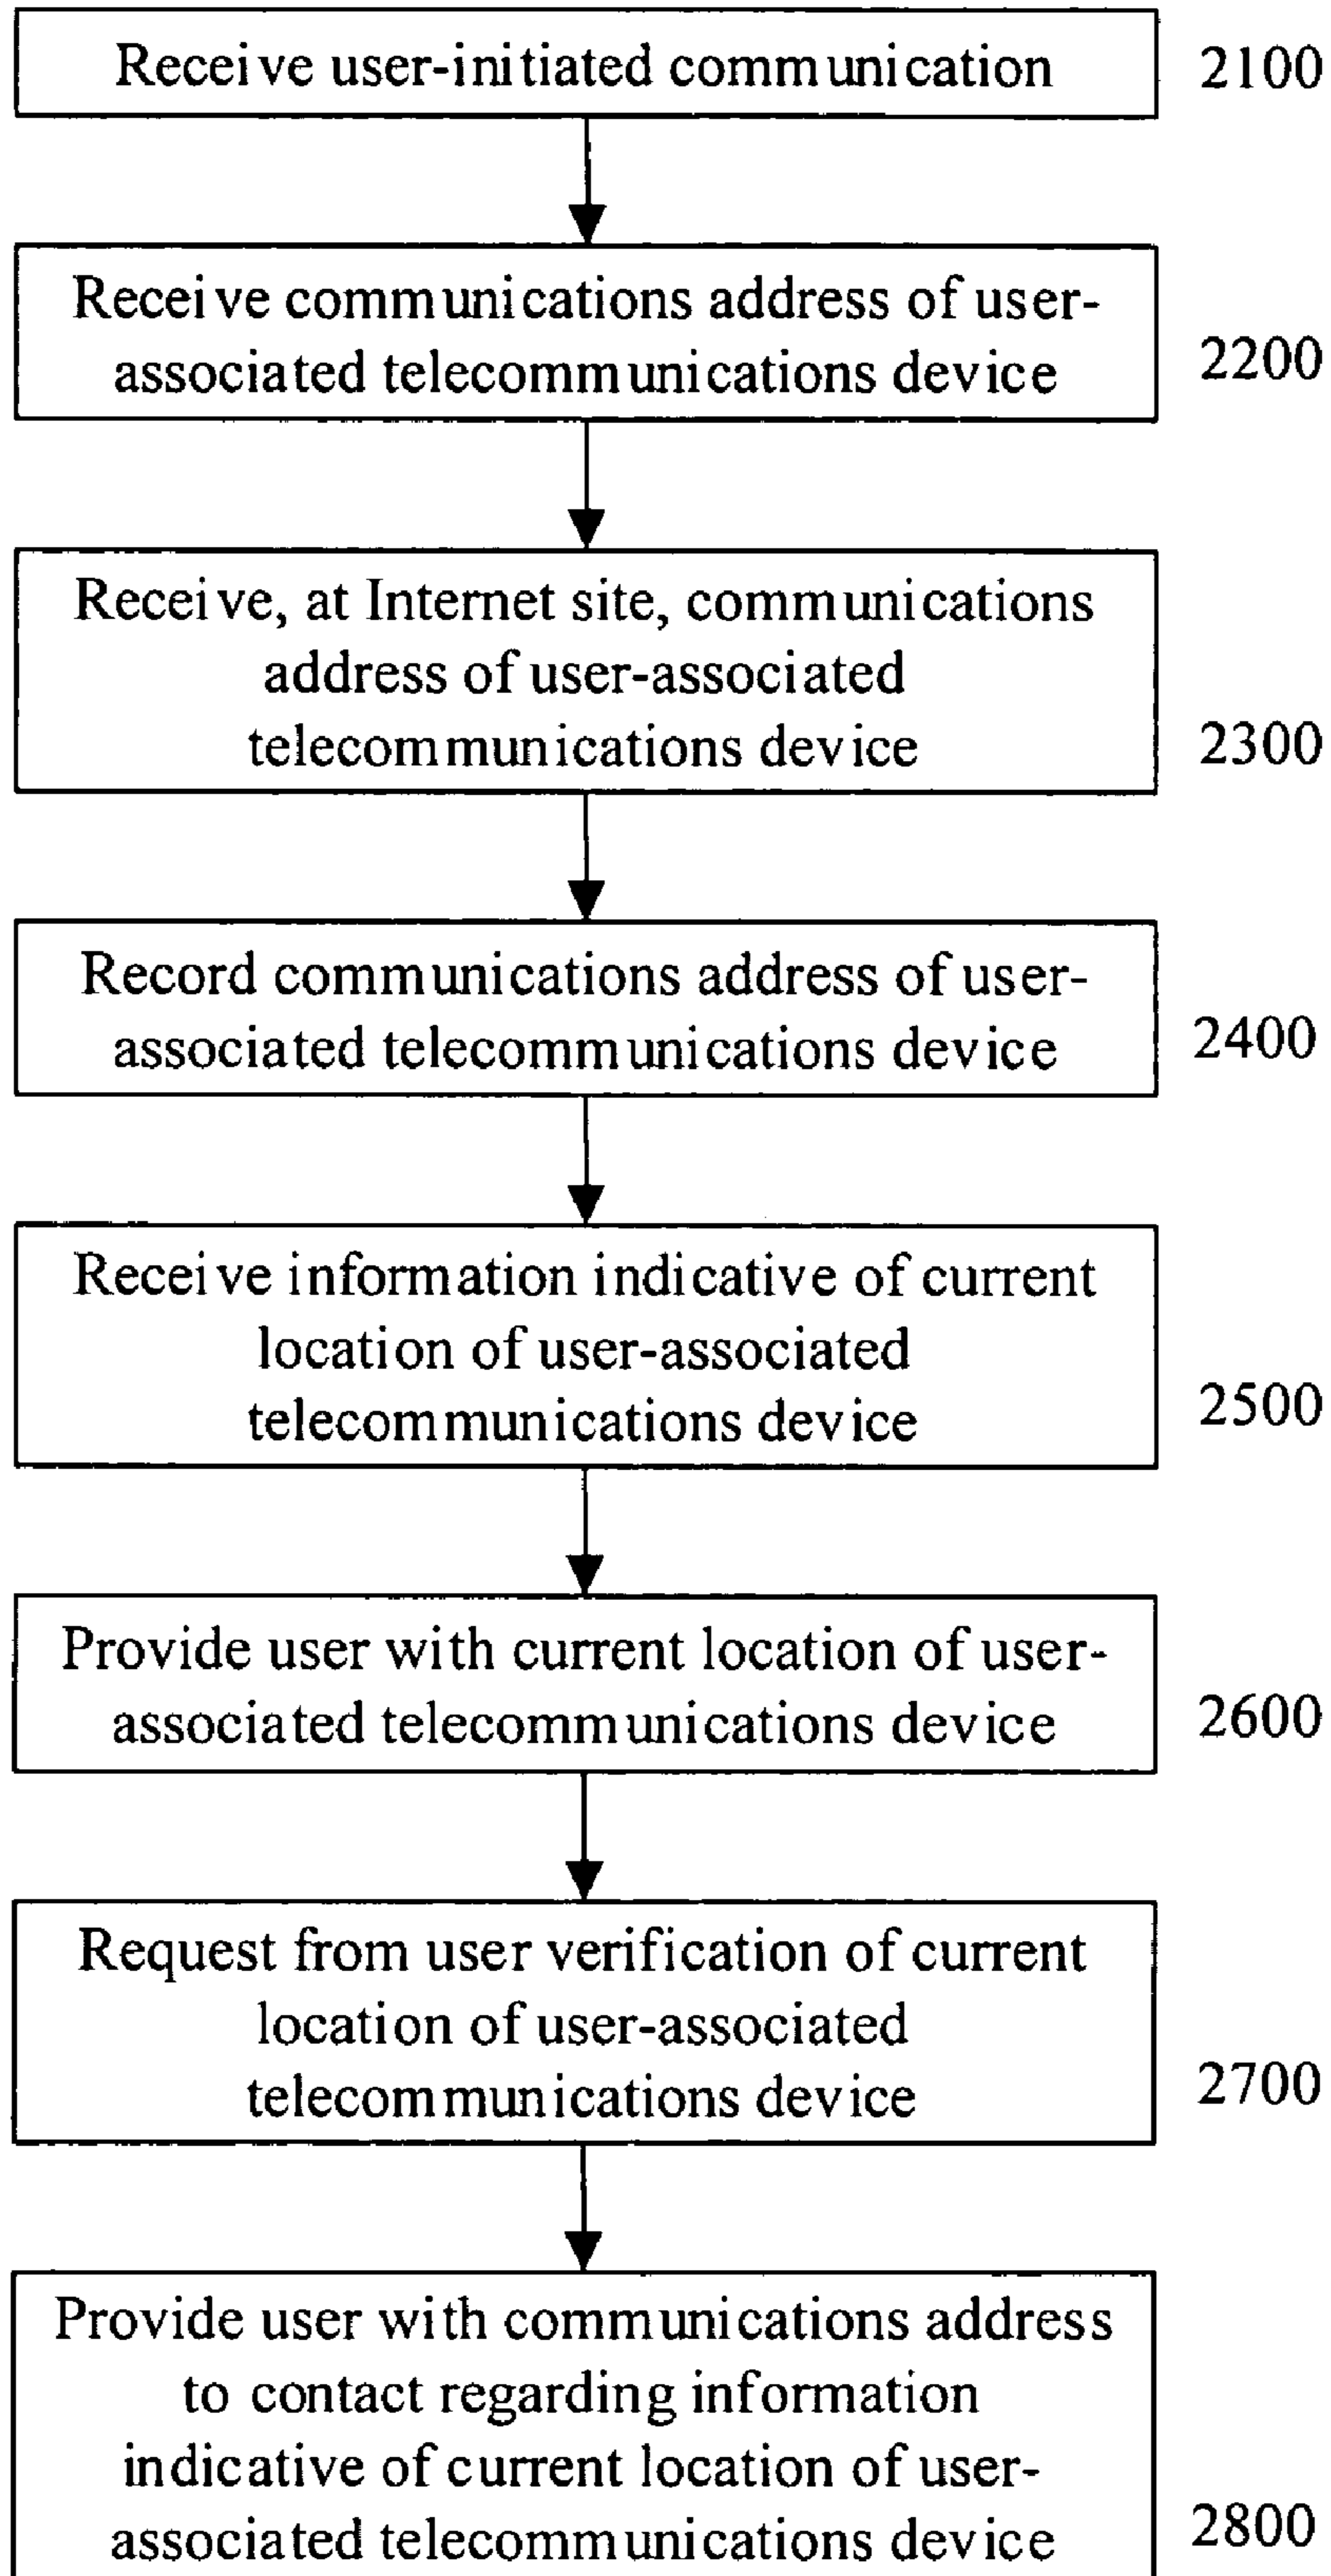 Receive user-initiated communication
2100
Receive communications address of user-
associated telecommunications device
2200
Receive, at Internet site, communications
address of user-associated
telecommunications device
2300
Record communications address of user-
associated telecommunications device
2400
Receive information indicative of current
location of user-associated
telecommunications device
2500
Provide user with current location of user-
associated telecommunications device
2600
Request from user verification of current
location of user-associated
telecommunications device
2700
Provide user with communications address
to contact regarding information
indicative of current location of user-
associated telecommunications device
2800